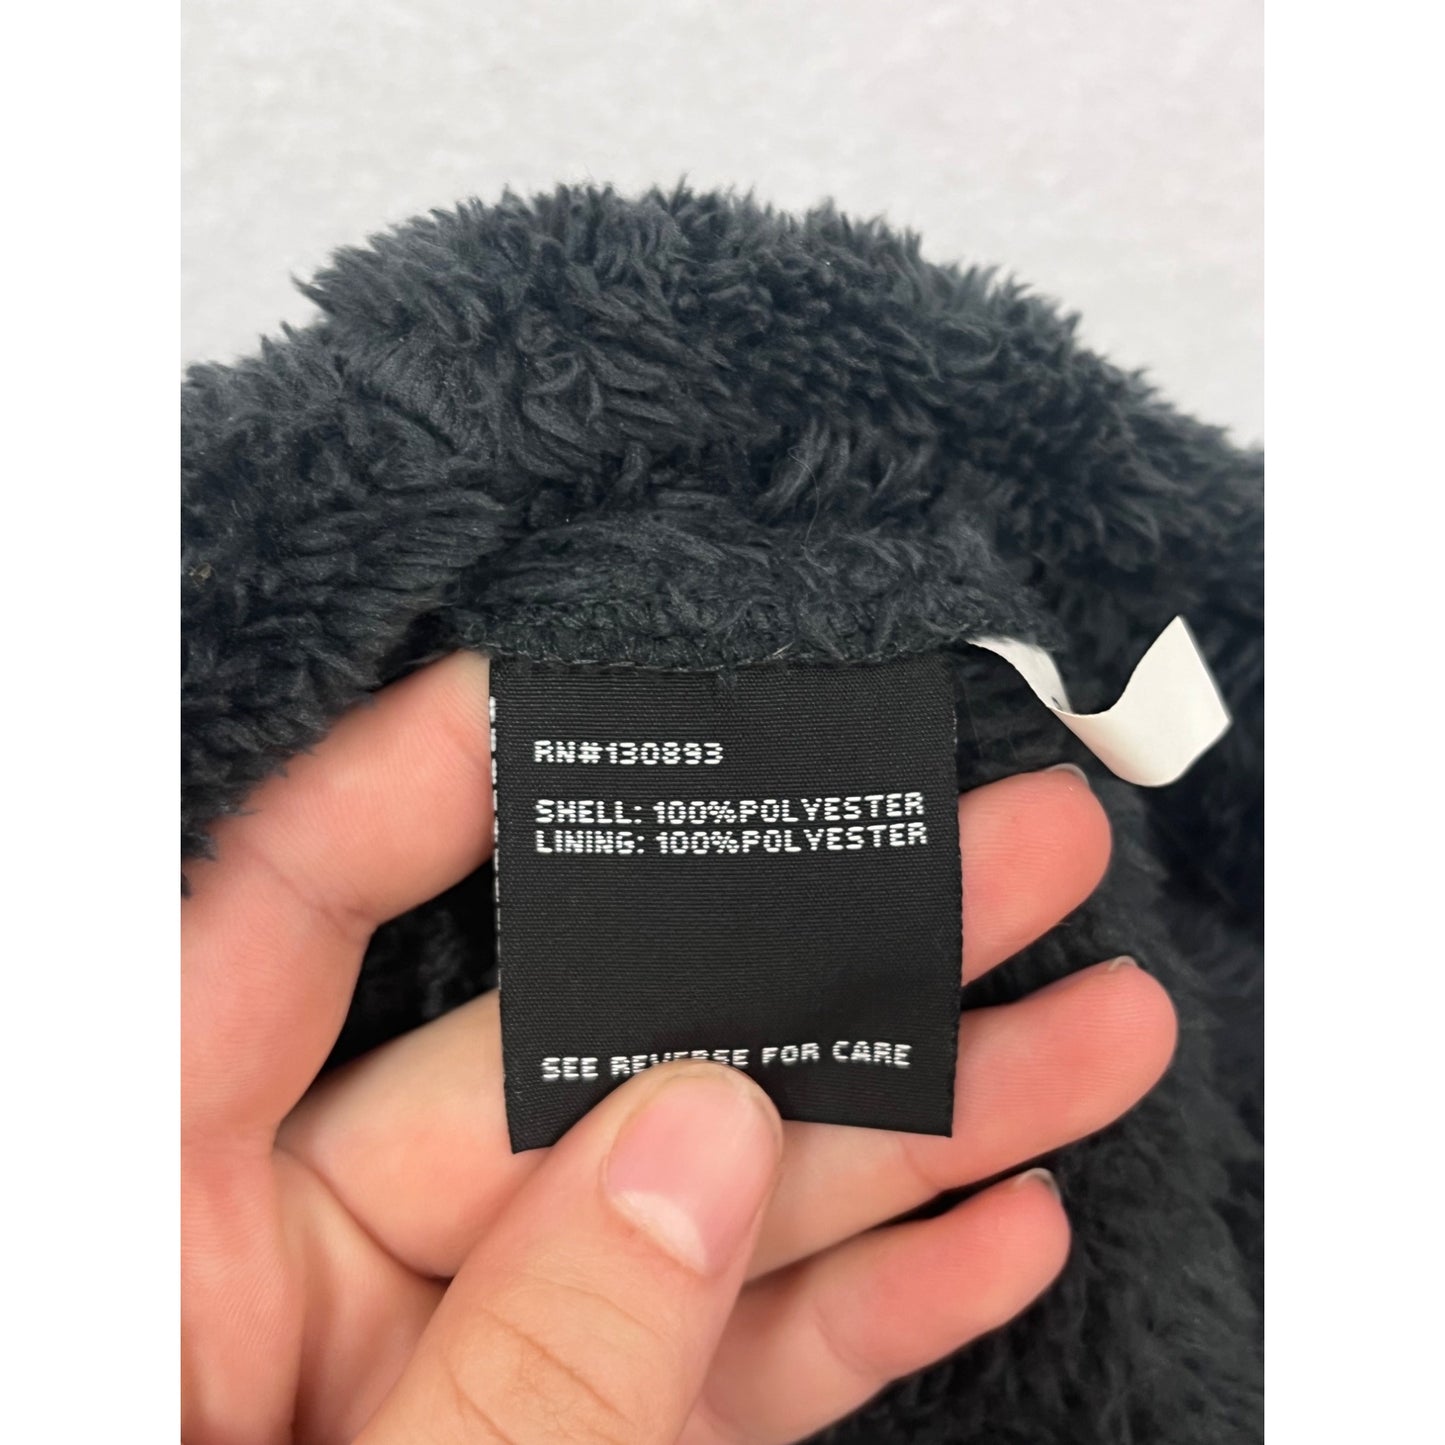 RN#130893
SHELL: 100%POLYESTER
LINING: 100%POLYESTER
SEE REVERSE FOR CARE